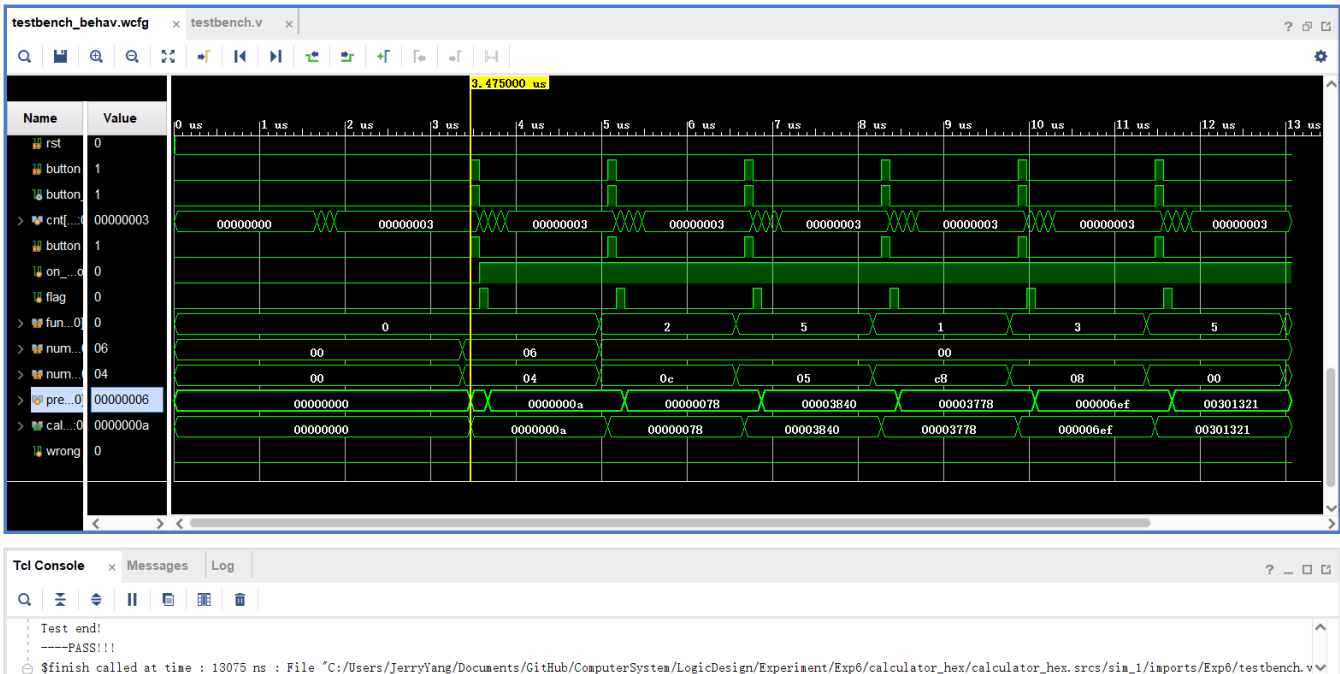 testbench_behav.wcfg × testbench.v ×
3.475000 us
Name Value
0 us 1 us 2 us 3 us 4 us 5 us 6 us 7 us 8 us 9 us 10 us 11 us 12 us 13 us
rst 0
button 1
button_ 1
cnt[...:0 00000003 00000000 00000003 00000003 00000003 00000003 00000003 00000003 00000003
button 1
on_...o 0
flag 0
fun...0] 0 0 2 5 1 3 5
num... 06 00 06 00
num... 04 00 04 0c 05 c8 08 00
pre...0] 00000006 00000000 0000000a 00000078 00003840 00003778 000006ef 00301321
cal...:0 0000000a 00000000 0000000a 00000078 00003840 00003778 000006ef 00301321
wrong 0
Tcl Console × Messages Log
Test end!
----PASS!!!
$finish called at time : 13075 ns : File "C:/Users/JerryYang/Documents/GitHub/ComputerSystem/LogicDesign/Experiment/Exp6/calculator_hex/calculator_hex.srcs/sim_1/imports/Exp6/testbench.v